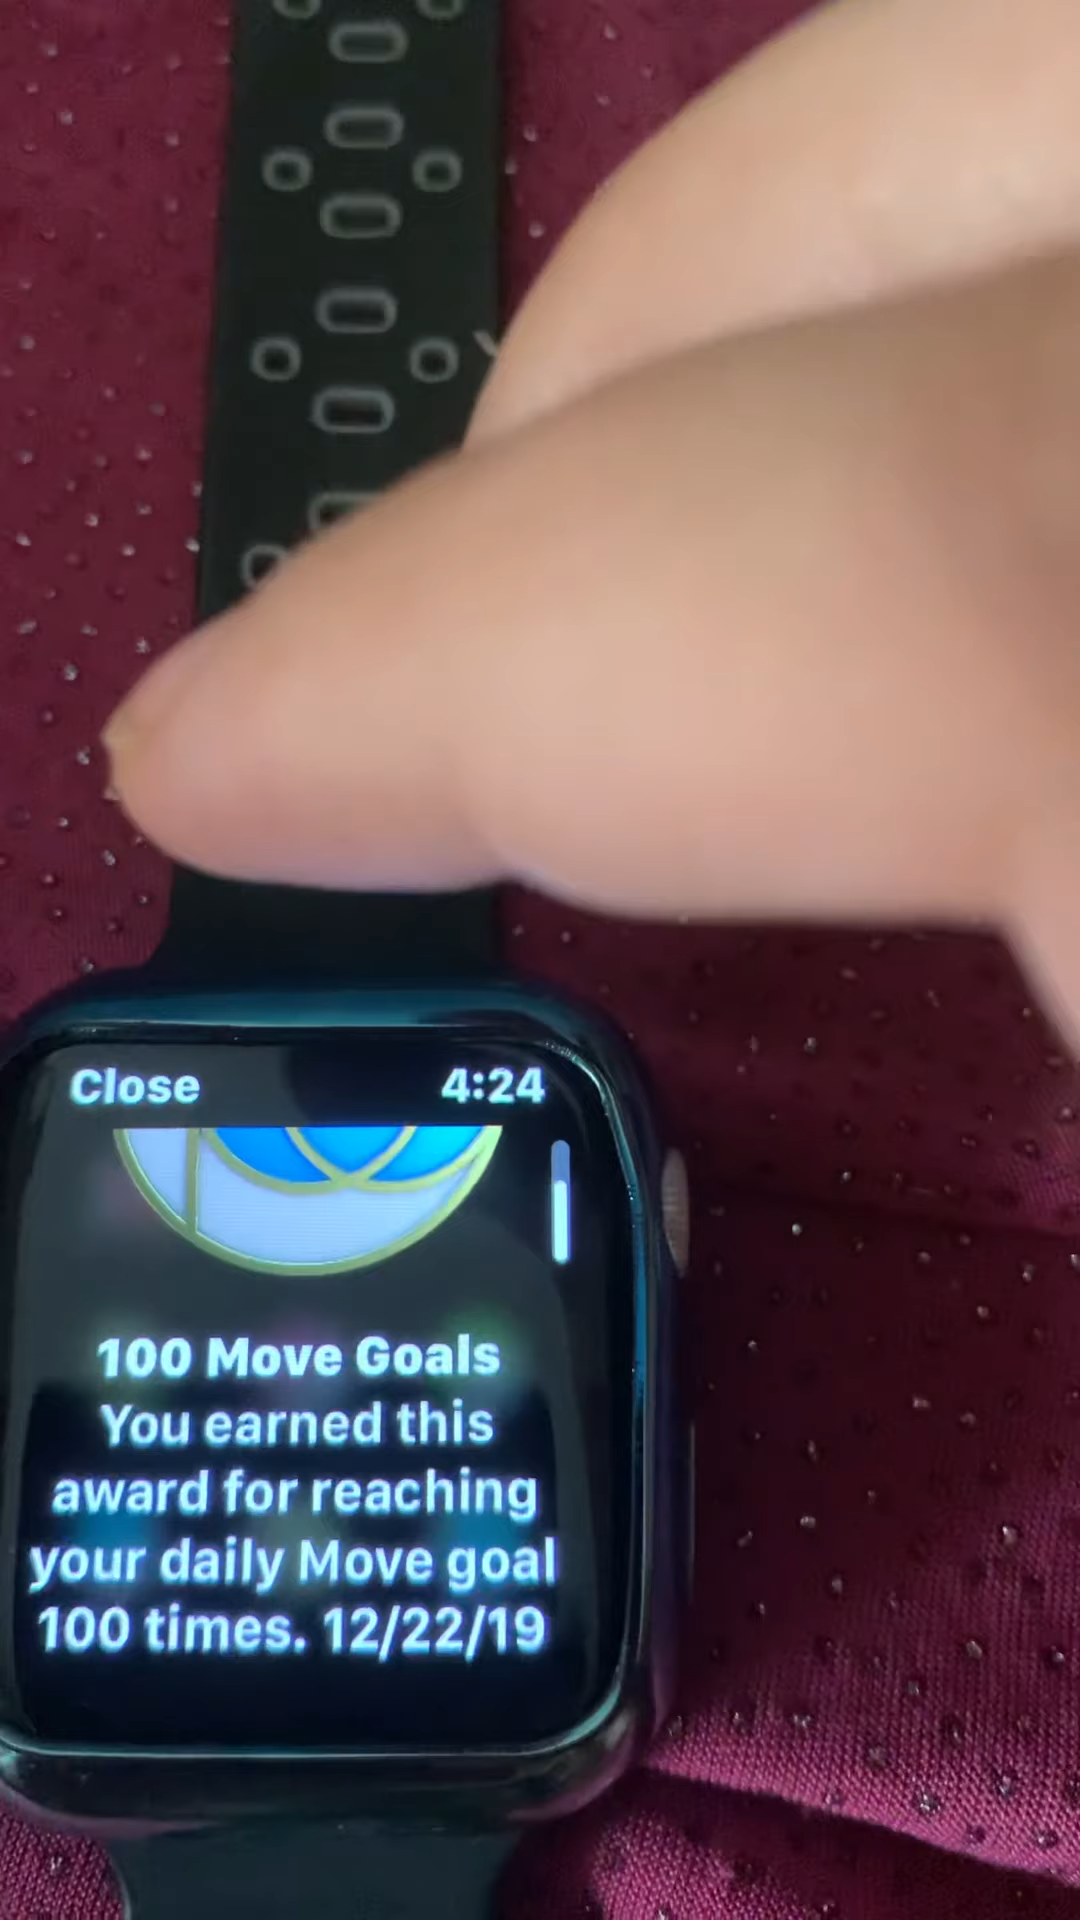 Close 4:24
100 Move Goals
You earned this
award for reaching
your daily Move goal
100 times. 12/22/19